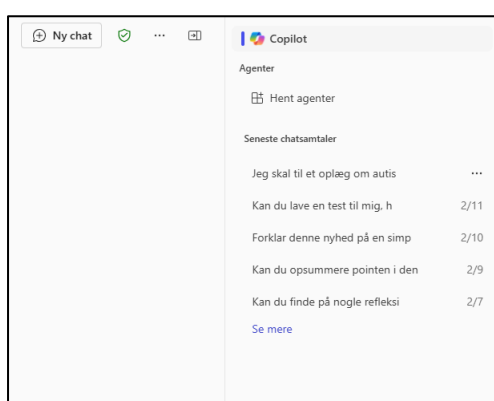 Ny chat
Copilot
Agenter
Hent agenter
Seneste chatsamtaler
Jeg skal til et oplæg om autis
Kan du lave en test til mig, h 2/11
Forklar denne nyhed på en simp 2/10
Kan du opsummere pointen i den 2/9
Kan du finde på nogle refleksi 2/7
Se mere